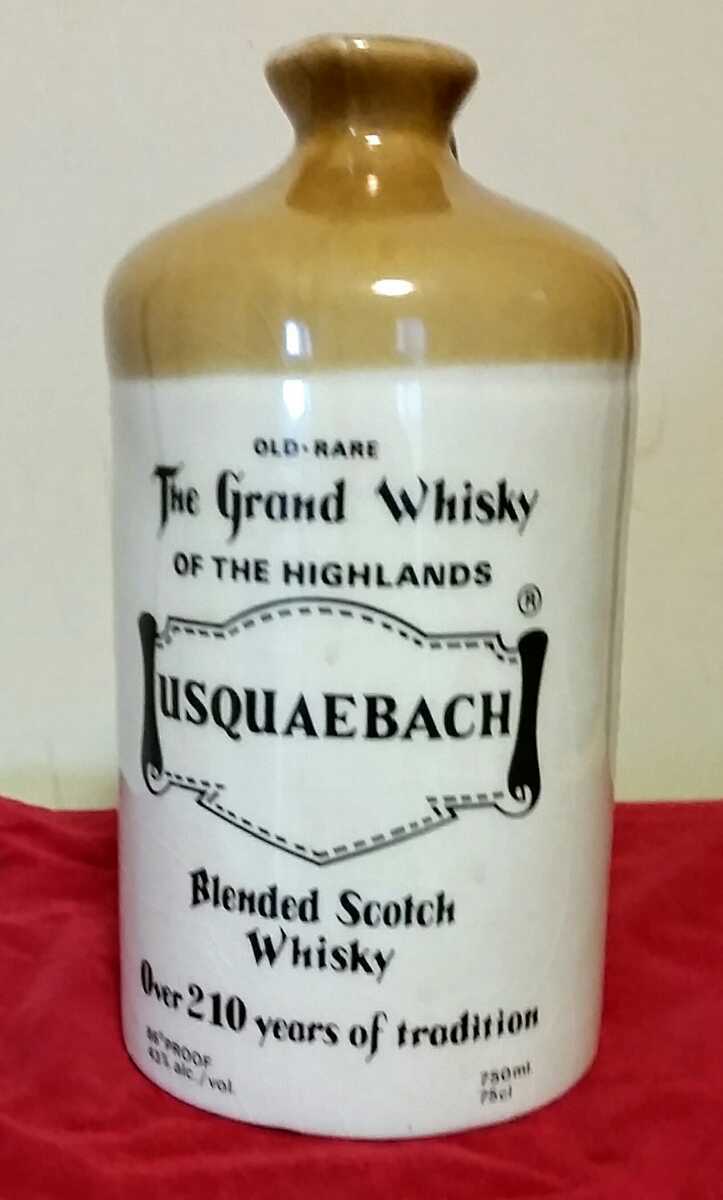 OLD·RARE
The Grand Whisky
OF THE HIGHLANDS
®
USQUAEBACH
Blended Scotch
Whisky
Over 210 years of tradition
86° PROOF
43% alc./vol.
750ml.
75cl